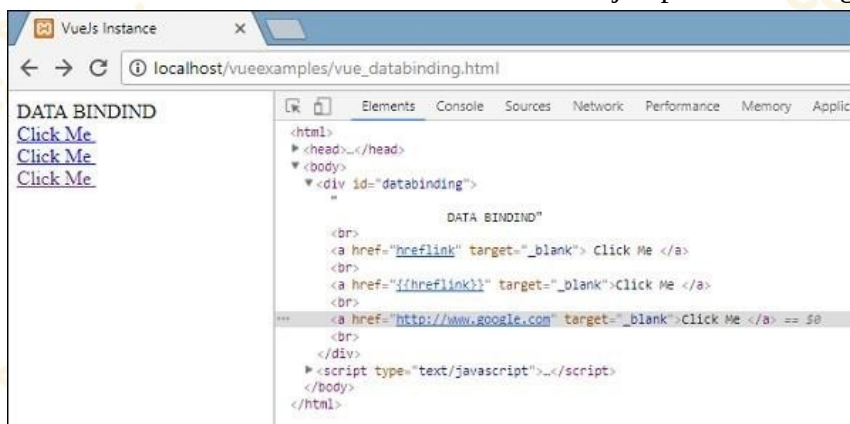 VueJs Instance
localhost/vueexamples/vue_databinding.html
DATA BINDIND
Click Me
Click Me
Click Me
Elements Console Sources Network Performance Memory Applic
<html>
<head>…</head>
<body>
<div id="databinding">
"
DATA BINDIND"
<br>
<a href="hreflink" target="_blank"> Click Me </a>
<br>
<a href="{{hreflink}}" target="_blank">Click Me </a>
<br>
... <a href="http://www.google.com" target="_blank">Click Me </a> == $0
<br>
</div>
<script type="text/javascript">…</script>
</body>
</html>